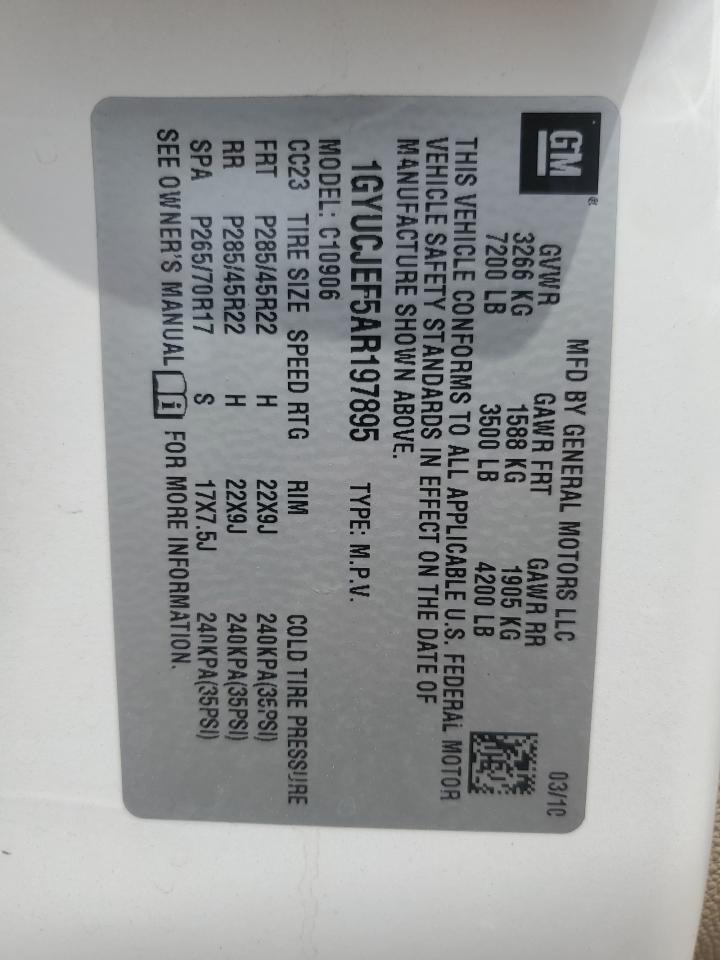 GM
MFD BY GENERAL MOTORS LLC 03/10
GVWR GAWR FRT GAWR RR
3266 KG 1588 KG 1905 KG
7200 LB 3500 LB 4200 LB
THIS VEHICLE CONFORMS TO ALL APPLICABLE U.S. FEDERAL MOTOR
VEHICLE SAFETY STANDARDS IN EFFECT ON THE DATE OF
MANUFACTURE SHOWN ABOVE.
1GYUCJEF5AR197895 TYPE: M.P.V.
MODEL: C10906
CC23 TIRE SIZE SPEED RTG RIM COLD TIRE PRESSURE
FRT P285/45R22 H 22X9J 240KPA(35PSI)
RR P285/45R22 H 22X9J 240KPA(35PSI)
SPA P265/70R17 S 17X7.5J 240KPA(35PSI)
SEE OWNER'S MANUAL i FOR MORE INFORMATION.